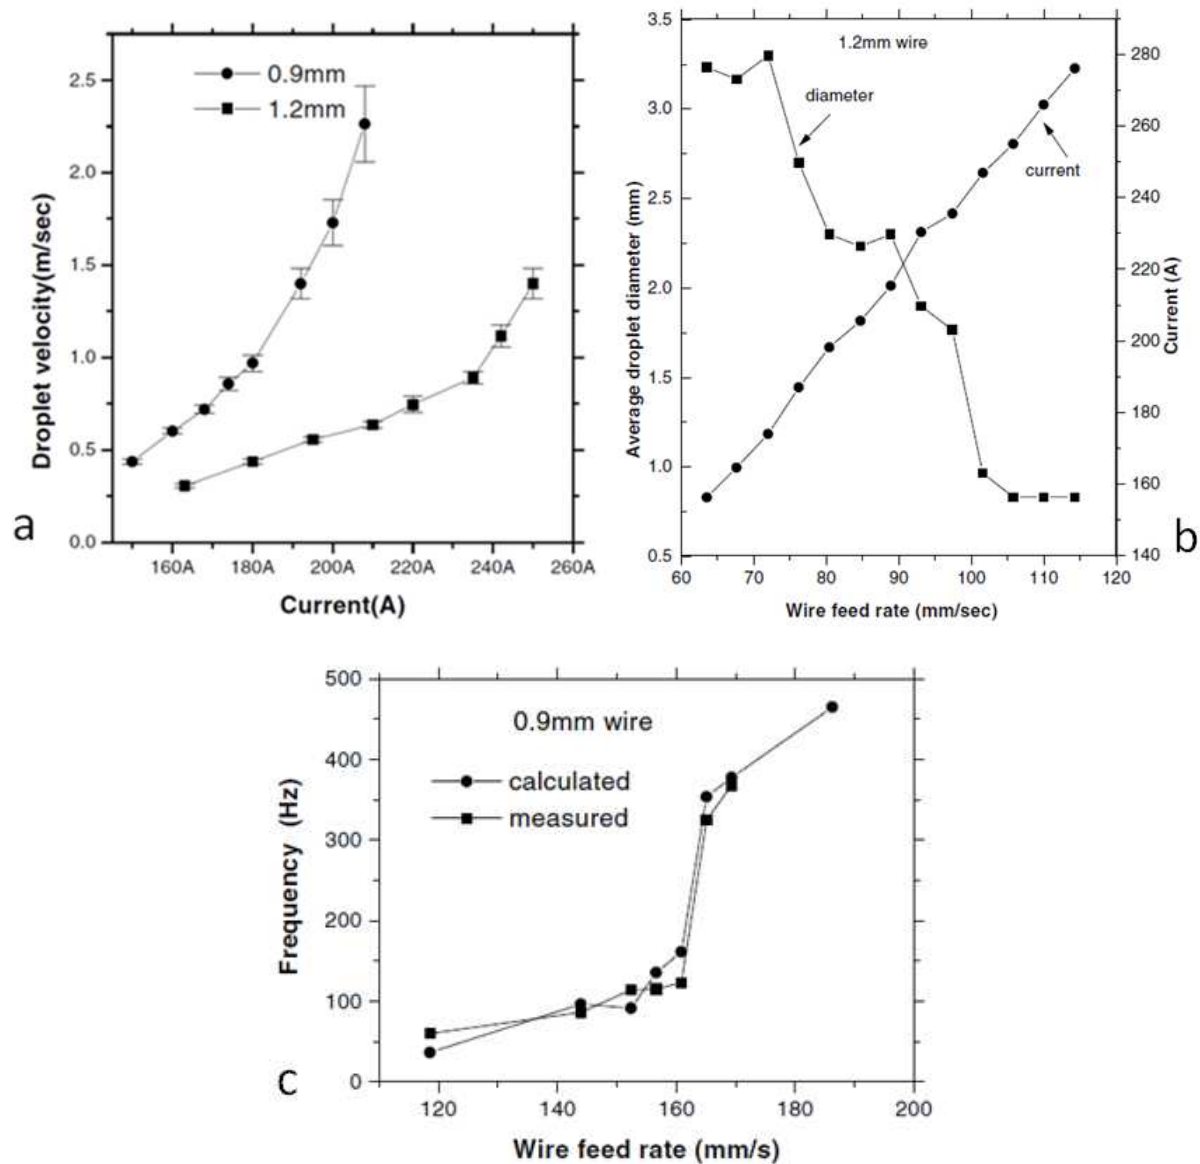 0.9mm
1.2mm
2.5
2.0
1.5
1.0
0.5
0.0
Droplet velocity(m/sec)
160A 180A 200A 220A 240A 260A
Current(A)
a
1.2mm wire
diameter
current
3.5
3.0
2.5
2.0
1.5
1.0
0.5
Average droplet diameter (mm)
280
260
240
220
200
180
160
140
Current (A)
60 70 80 90 100 110 120
Wire feed rate (mm/sec)
b
0.9mm wire
calculated
measured
500
400
300
200
100
0
Frequency (Hz)
120 140 160 180 200
Wire feed rate (mm/s)
c